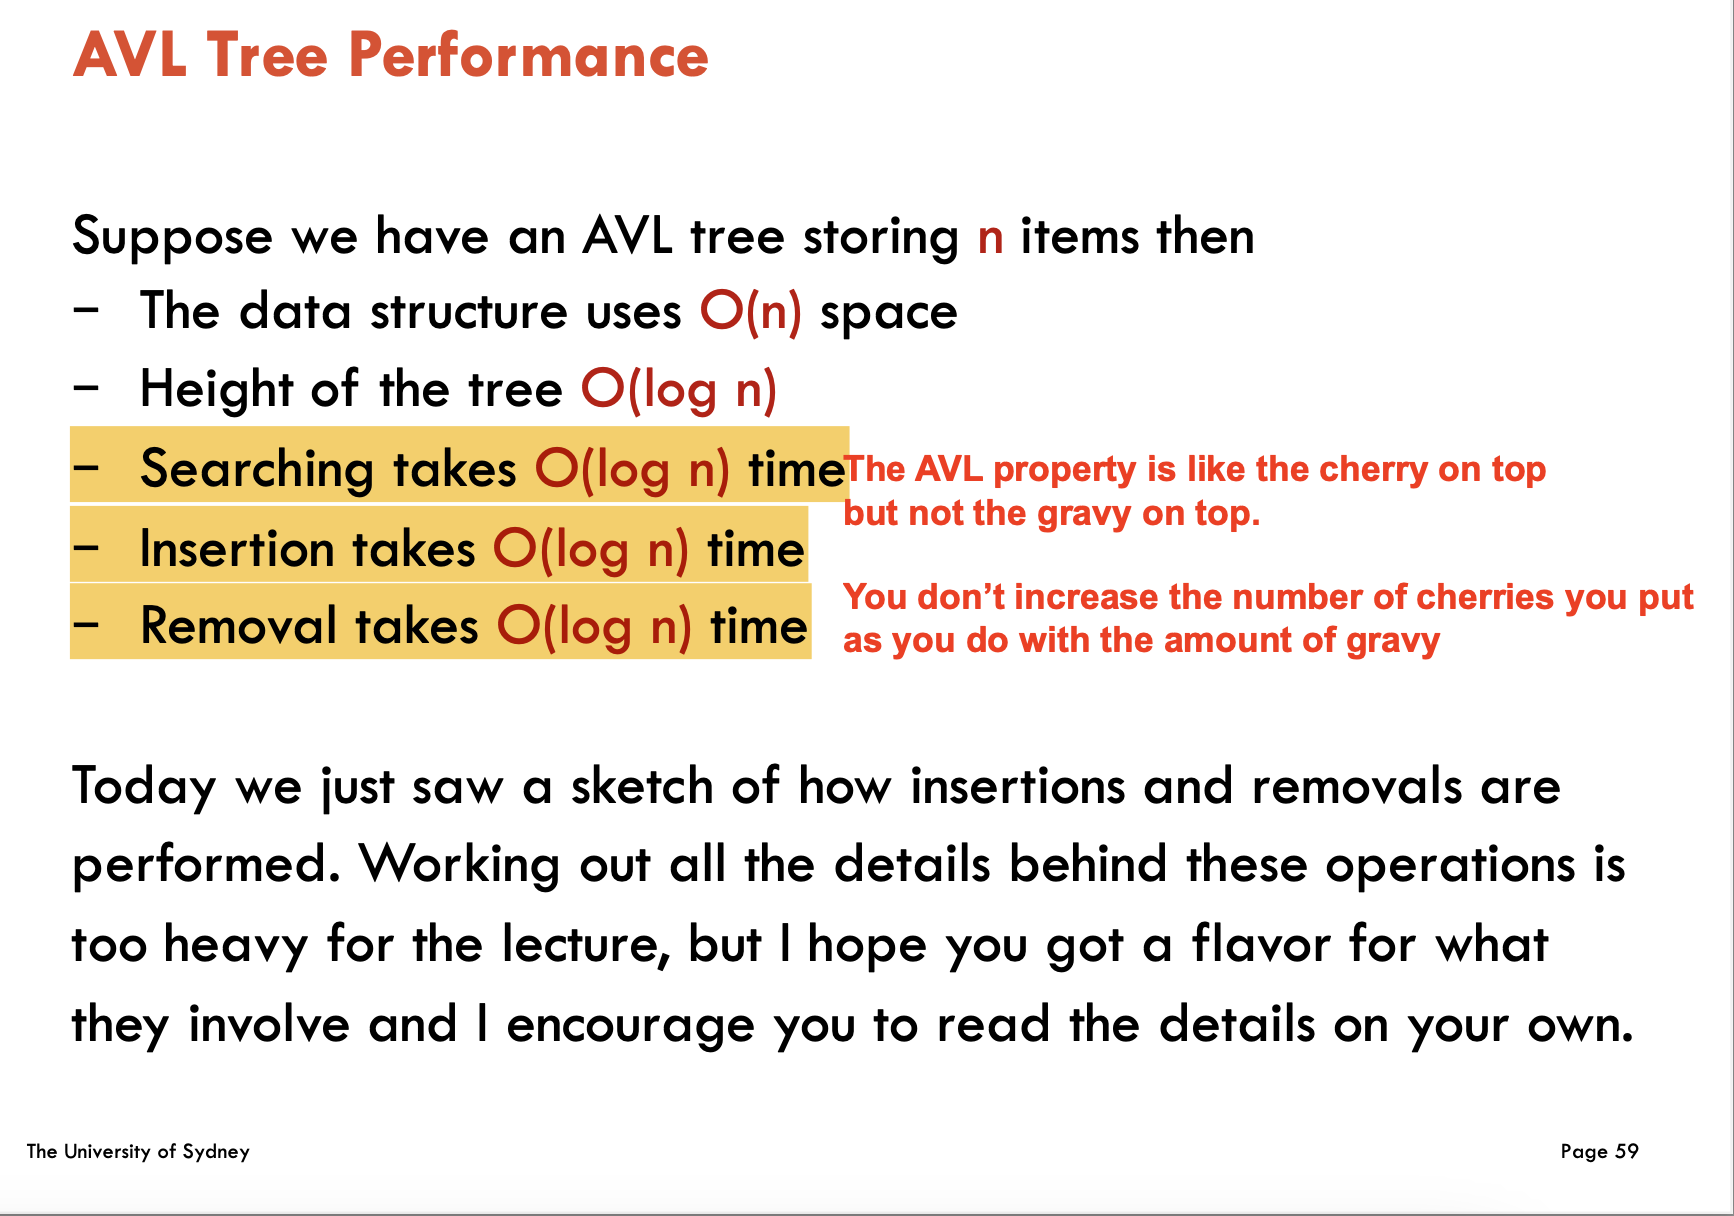 AVL Tree Performance
Suppose we have an AVL tree storing n items then
– The data structure uses O(n) space
– Height of the tree O(log n)
– Searching takes O(log n) time
– Insertion takes O(log n) time
– Removal takes O(log n) time
The AVL property is like the cherry on top
but not the gravy on top.
You don’t increase the number of cherries you put
as you do with the amount of gravy
Today we just saw a sketch of how insertions and removals are
performed. Working out all the details behind these operations is
too heavy for the lecture, but I hope you got a flavor for what
they involve and I encourage you to read the details on your own.
The University of Sydney
Page 59